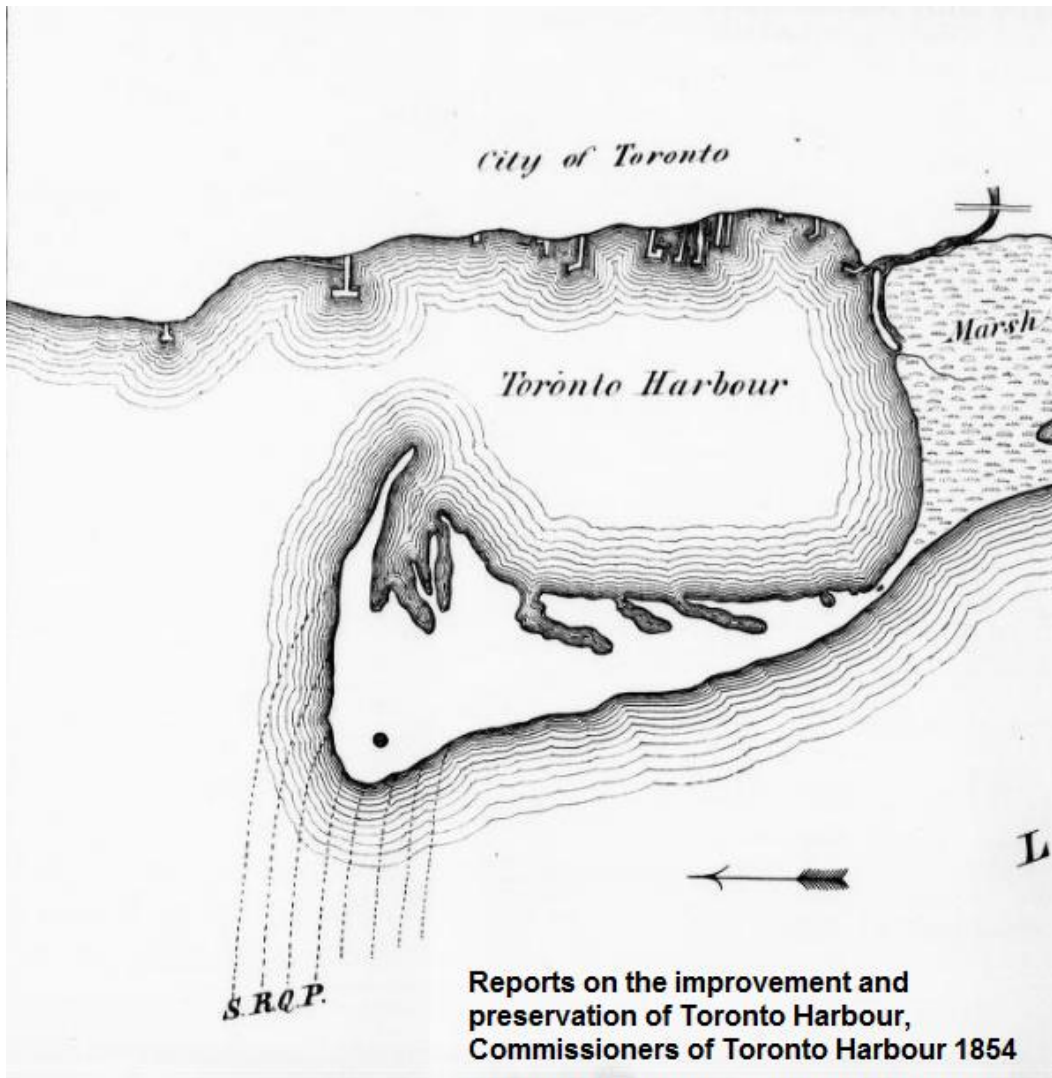 City of Toronto
Marsh
Toronto Harbour
L
S. R. Q. P.
Reports on the improvement and
preservation of Toronto Harbour,
Commissioners of Toronto Harbour 1854